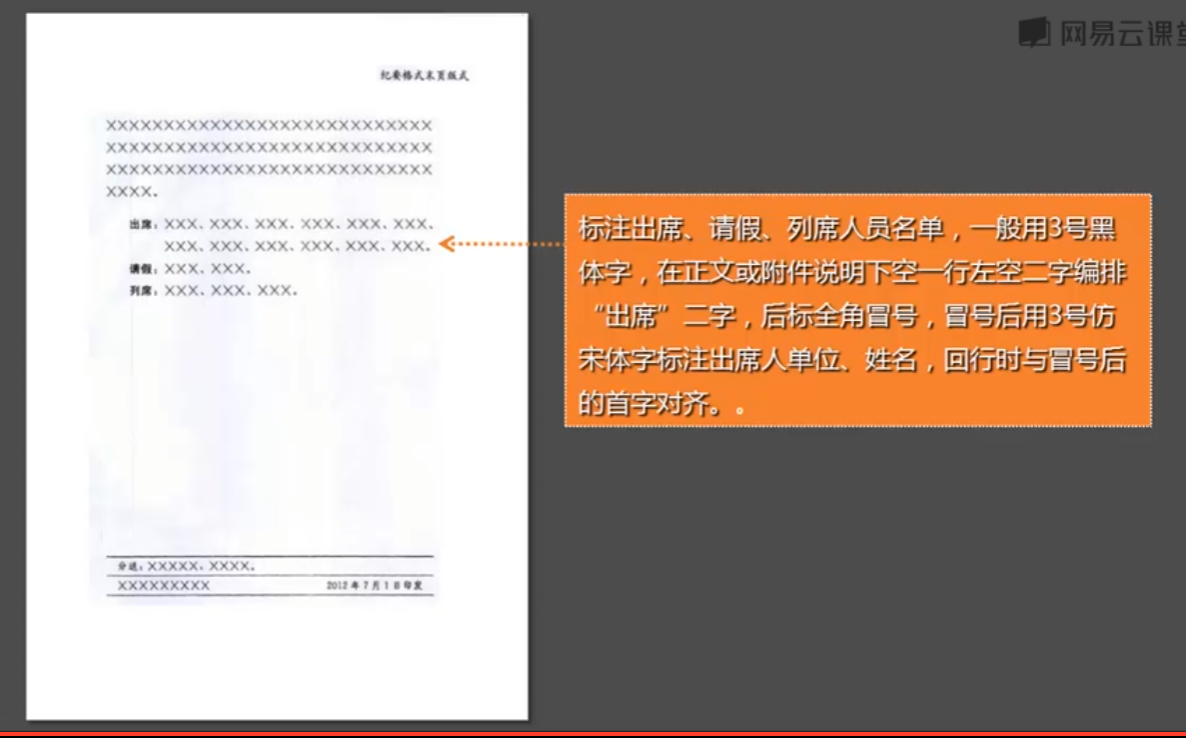 网易云课堂
纪要格式末页版式
XXXXXXXXXXXXXXXXXXXXXXXXXXXX
XXXXXXXXXXXXXXXXXXXXXXXXXXXX
XXXXXXXXXXXXXXXXXXXXXXXXXXXX
XXXX。
出席：XXX、XXX、XXX、XXX、XXX、XXX、
XXX、XXX、XXX、XXX、XXX、XXX。
请假：XXX、XXX。
列席：XXX、XXX、XXX。
标注出席、请假、列席人员名单，一般用3号黑
体字，在正文或附件说明下空一行左空二字编排
“出席”二字，后标全角冒号，冒号后用3号仿
宋体字标注出席人单位、姓名，回行时与冒号后
的首字对齐。。
分送：XXXXX、XXXX。
XXXXXXXXX 2012年7月1日印发